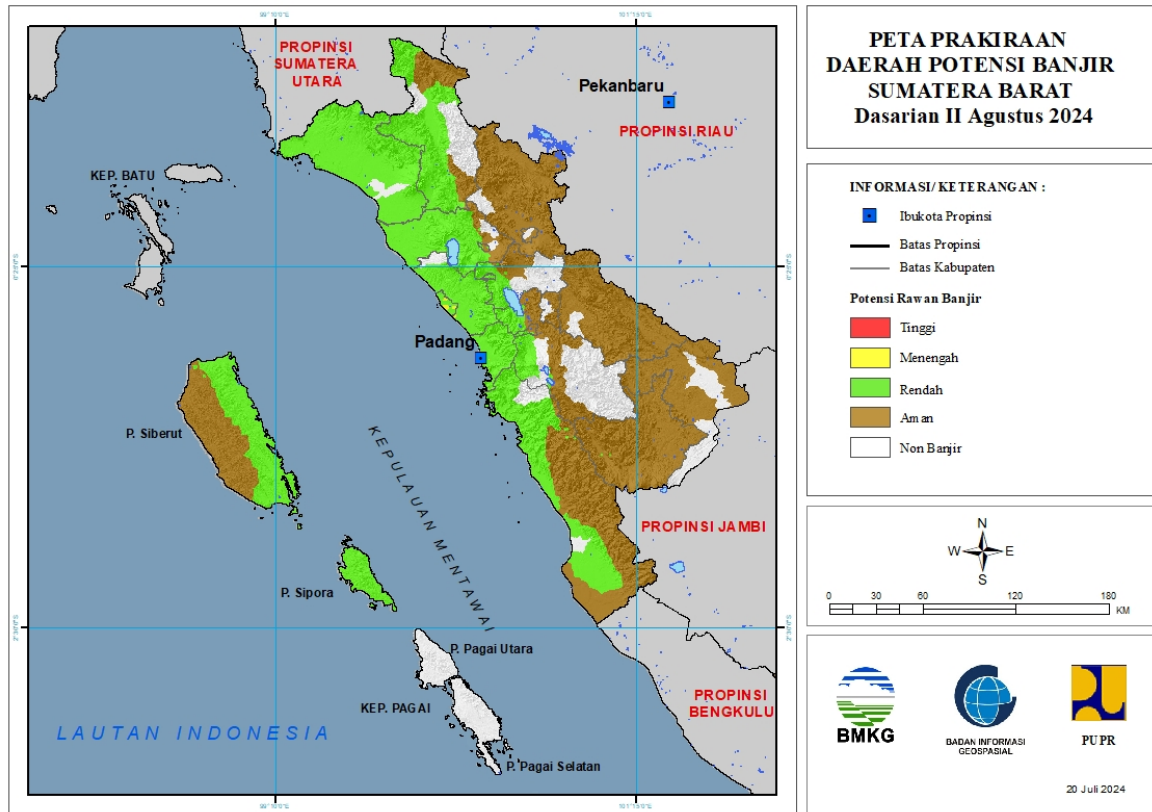 PETA PRAKIRAAN
DAERAH POTENSI BANJIR
SUMATERA BARAT
Dasarian II Agustus 2024
INFORMASI/ KETERANGAN :
Ibukota Propinsi
Batas Propinsi
Batas Kabupaten
Potensi Rawan Banjir
Tinggi
Menengah
Rendah
Aman
Non Banjir
N
W
E
S
0
30
60
120
180
KM
BMKG
BADAN INFORMASI
GEOSPASIAL
PUPR
20 Juli 2024
PROPINSI
SUMATERA
UTARA
Pekanbaru
PROPINSI RIAU
KEP. BATU
Padang
P. Siberut
KEPULAUAN MENTAWAI
PROPINSI JAMBI
P. Sipora
P. Pagai Utara
KEP. PAGAI
PROPINSI
BENGKULU
LAUTAN INDONESIA
P. Pagai Selatan